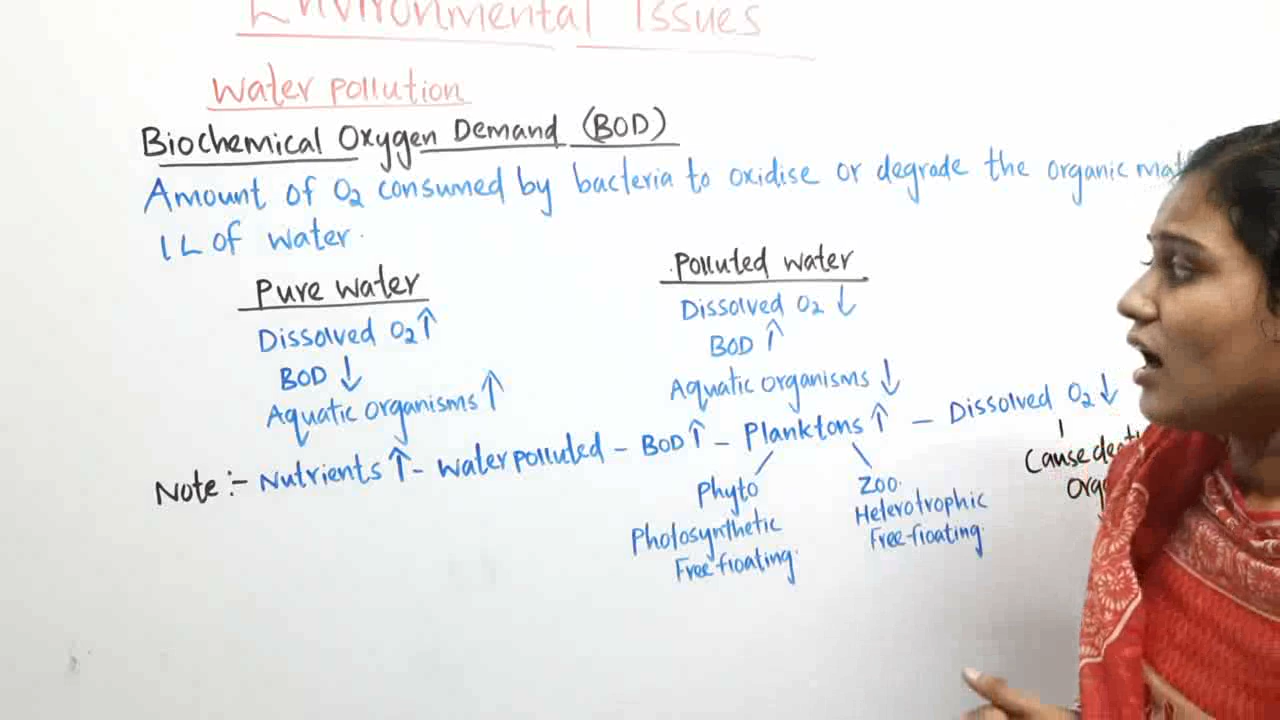 Environmental Issues
Water pollution
Biochemical Oxygen Demand (BOD)
Amount of O2 consumed by bacteria to oxidise or degrade the organic
1L of water.
Pure water
Dissolved O2 ↑
BOD ↓
Aquatic organisms ↑
Polluted water
Dissolved O2 ↓
BOD ↑
Aquatic organisms ↓
Note:- Nutrients ↑ - Water polluted - BOD ↑ - Planktons ↑ - Dissolved O2 ↓
Phyto
Photosynthetic
Free floating.
Zoo.
Heterotrophic
Free-floating.
Cause